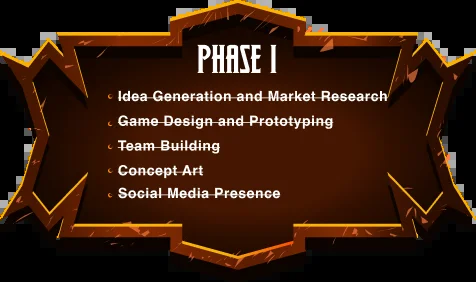 PHASE I
Idea Generation and Market Research
Game Design and Prototyping
Team Building
Concept Art
Social Media Presence